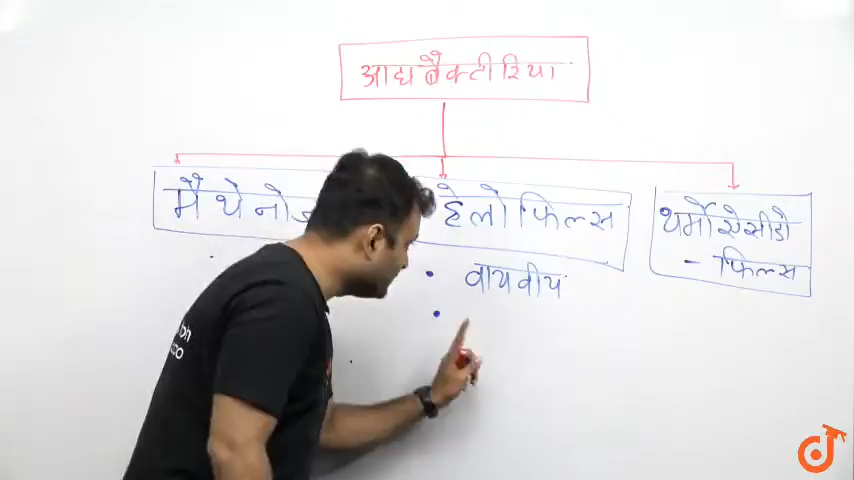 आद्य बैक्टीरिया
हेलोफिल्स
थर्मोएसीडो
- फिल्स
• वायवीय
•